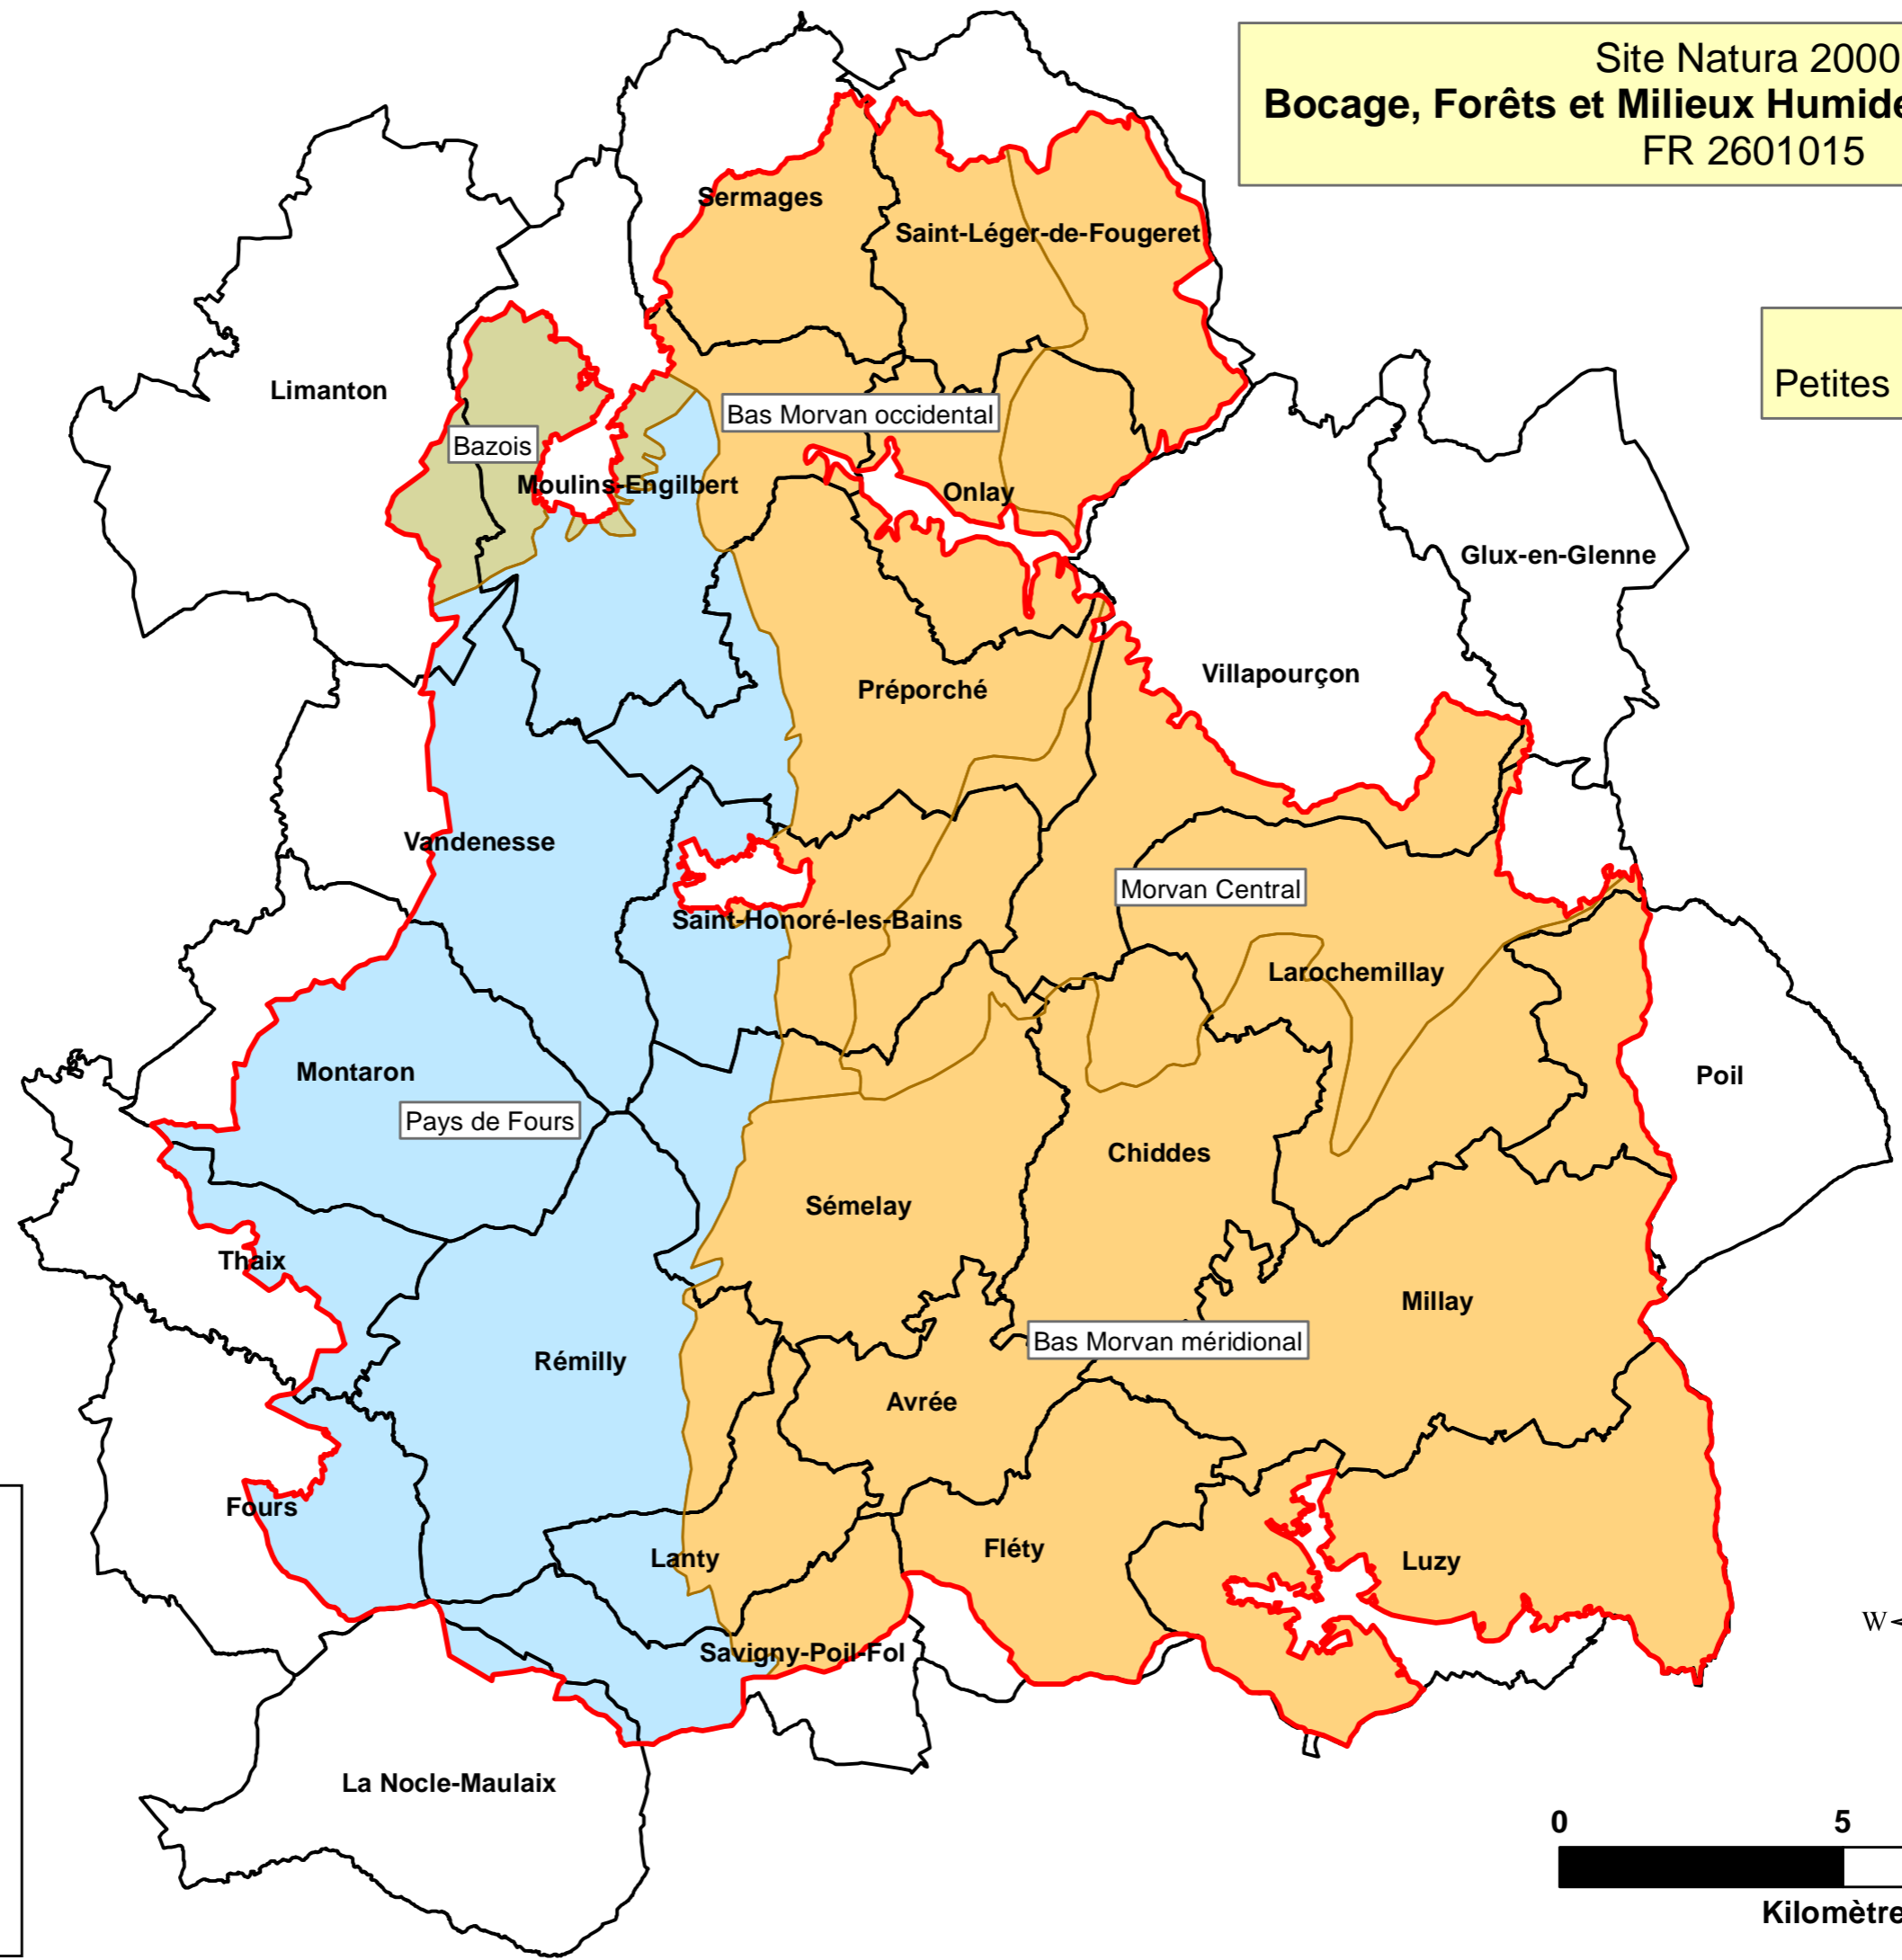 Site Natura 2000
Bocage, Forêts et Milieux Humide
FR 2601015
Sermages
Saint-Léger-de-Fougeret
Petites
Limanton
Bas Morvan occidental
Bazois
Moulins-Engilbert
Onlay
Glux-en-Glenne
Villapourçon
Préporché
Vandenesse
Morvan Central
Saint-Honoré-les-Bains
Larochemillay
Montaron
Poil
Pays de Fours
Chiddes
Sémelay
Thaix
Millay
Bas Morvan méridional
Rémilly
Avrée
Fours
Fléty
Lanty
Luzy
W
Savigny-Poil-Fol
La Nocle-Maulaix
0 5
Kilomètre